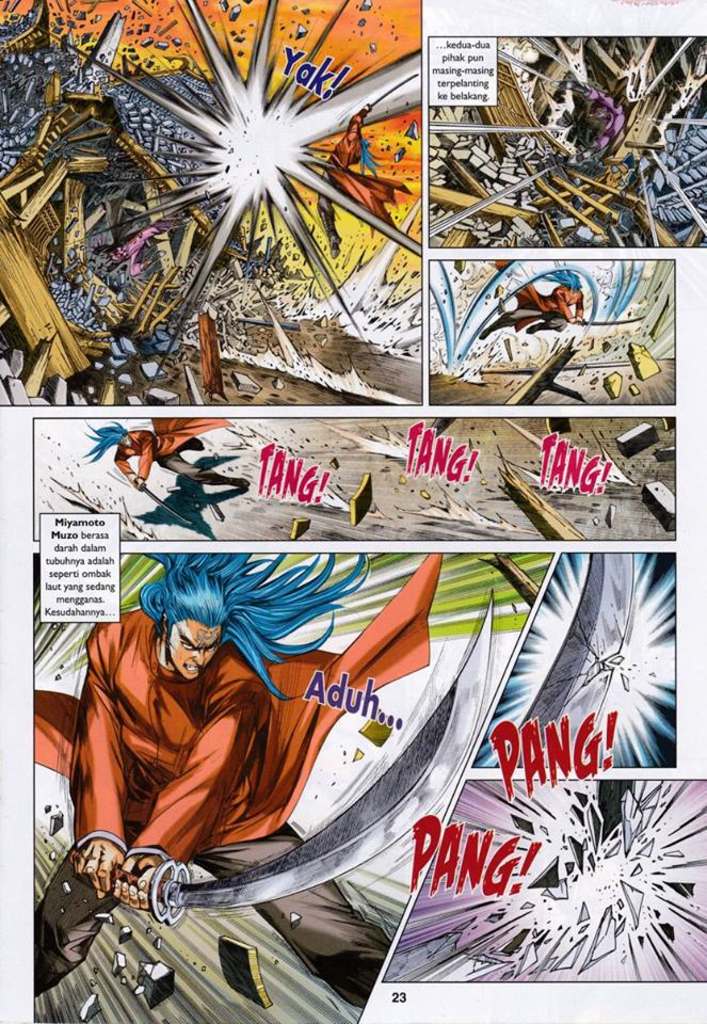 Yak!
...kedua-dua
pihak pun
masing-masing
terpelanting
ke belakang.
TANG!
TANG!
TANG!
Miyamoto
Muzo berasa
darah dalam
tubuhnya adalah
seperti ombak
laut yang sedang
mengganas.
Kesudahannya...
Aduh...
PANG!
PANG!
23